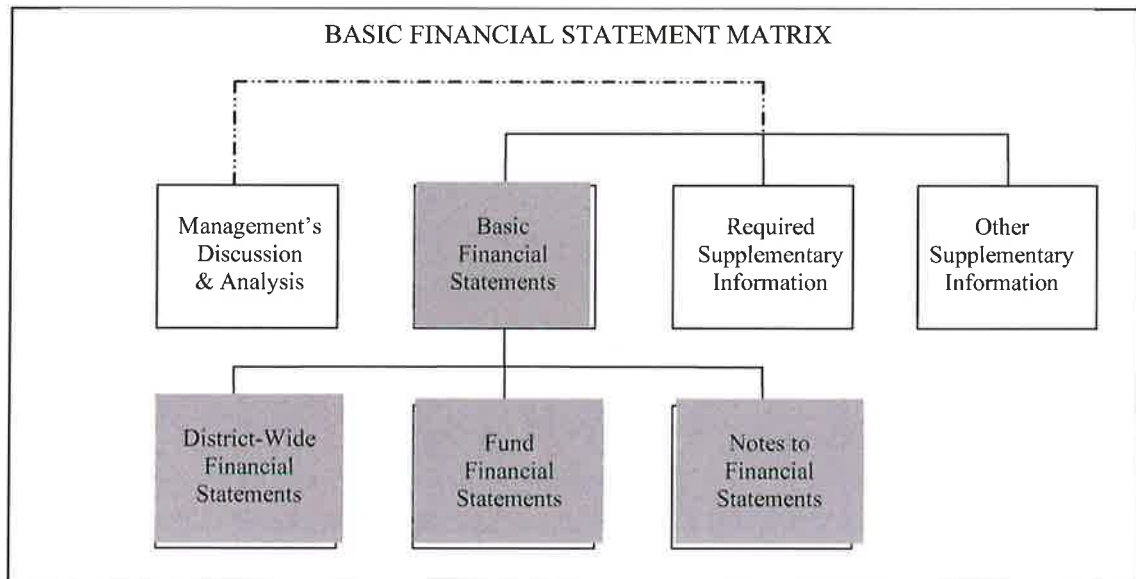 BASIC FINANCIAL STATEMENT MATRIX
Management’s
Discussion
& Analysis
Basic
Financial
Statements
Required
Supplementary
Information
Other
Supplementary
Information
District-Wide
Financial
Statements
Fund
Financial
Statements
Notes to
Financial
Statements